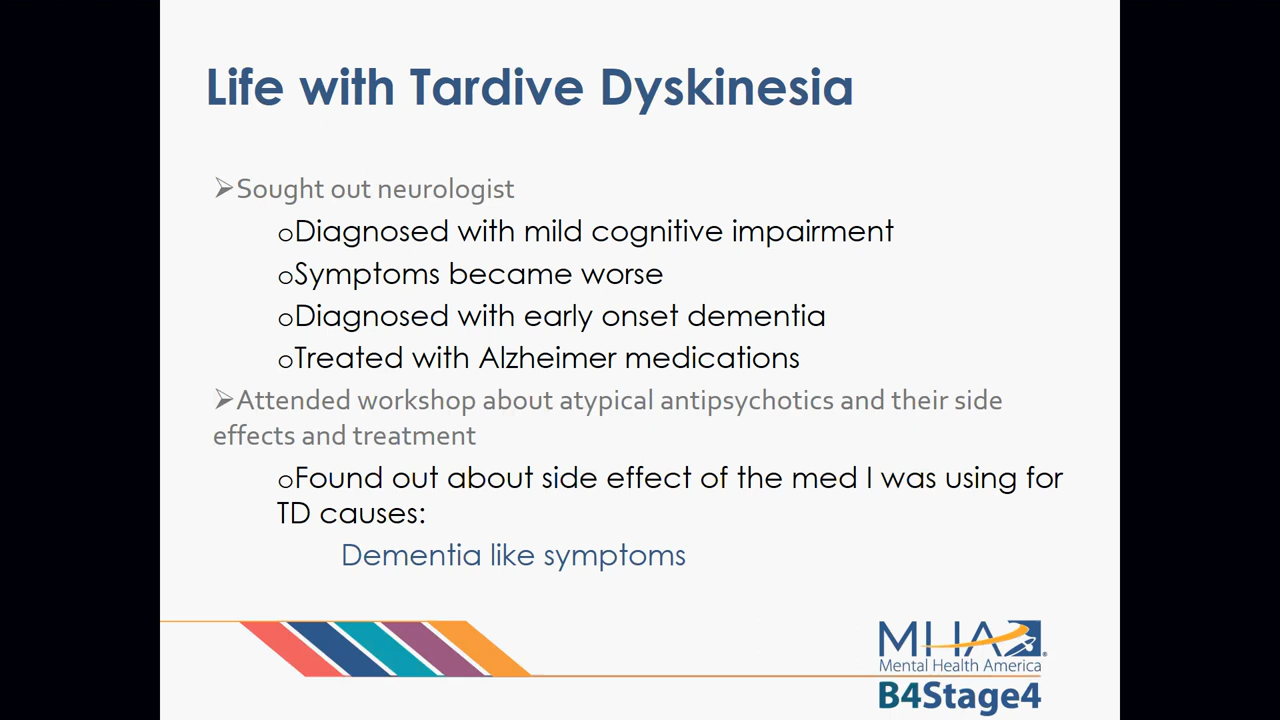 Life with Tardive Dyskinesia
➢Sought out neurologist
oDiagnosed with mild cognitive impairment
oSymptoms became worse
oDiagnosed with early onset dementia
oTreated with Alzheimer medications
➢Attended workshop about atypical antipsychotics and their side
effects and treatment
oFound out about side effect of the med I was using for
TD causes:
Dementia like symptoms
MHA®
Mental Health America
B4Stage4